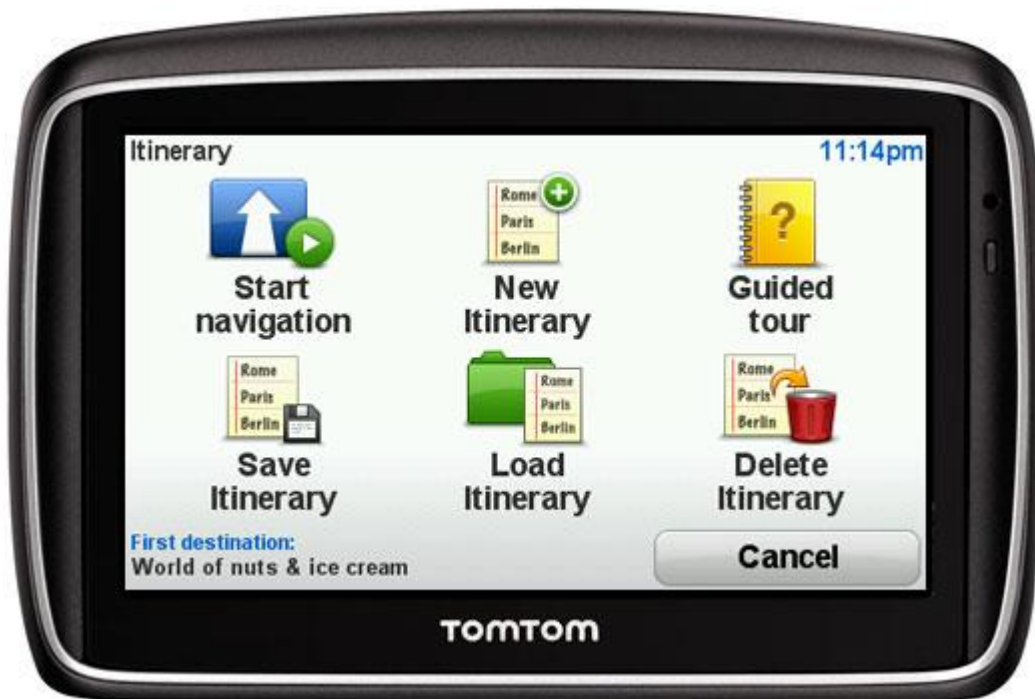 Itinerary
11:14pm
Rome
Paris
Berlin
Start
navigation
New
Itinerary
?
Guided
tour
Rome
Paris
Berlin
Save
Itinerary
Rome
Paris
Berlin
Load
Itinerary
Rome
Paris
Berlin
Delete
Itinerary
First destination:
World of nuts & ice cream
Cancel
TOMTOM